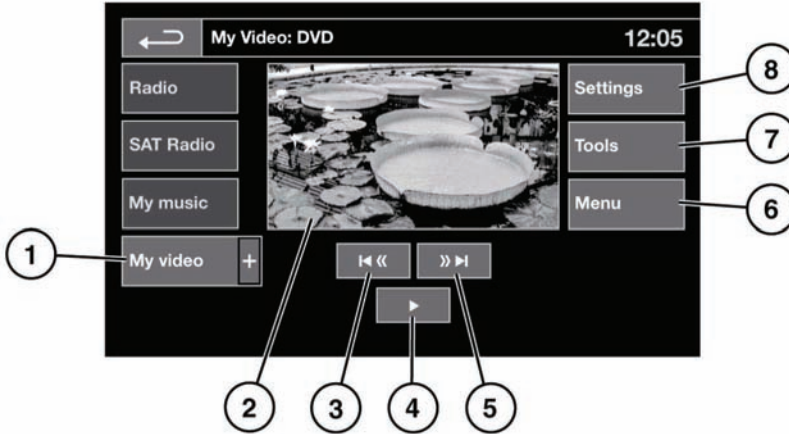 My Video: DVD 12:05
Radio
Settings
8
SAT Radio
Tools
7
My music
Menu
6
1
My video +
2
3
4
5